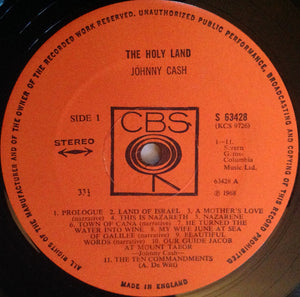 ALL RIGHTS OF THE MANUFACTURER AND OF THE OWNER OF THE RECORDED WORK RESERVED. UNAUTHORIZED PUBLIC PERFORMANCE, BROADCASTING AND COPYING OF THIS RECORD PROHIBITED
THE HOLY LAND
JOHNNY CASH
SIDE 1
S 63428
(KCS 9726)
CBS
STEREO
1–11.
Columbia
Music, Ltd.
33⅓
63428 A
℗ 1968
1. PROLOGUE 2. LAND OF ISRAEL 3. A MOTHER'S LOVE
(narrative) 4. THIS IS NAZARETH 5. NAZARENE
6. TOWN OF CANA (narrative) 7. HE TURNED THE
WATER INTO WINE 8. MY WIFE JUNE AT SEA
OF GALILEE (narrative) 9. BEAUTIFUL
WORDS (narrative) 10. OUR GUIDE JACOB
AT MOUNT TABOR
—Johnny Cash—
11. THE TEN COMMANDMENTS
(A. De Witt)
MADE IN ENGLAND